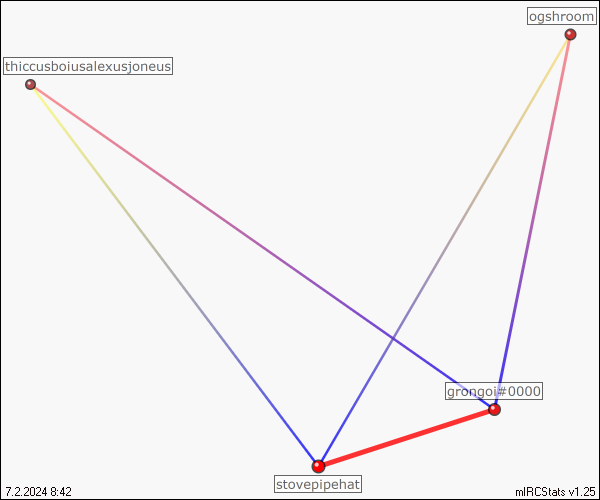 ogshroom
thiccusboiusalexusjoneus
grongoi#0000
stovepipehat
7.2.2024 8:42
mIRCStats v1.25